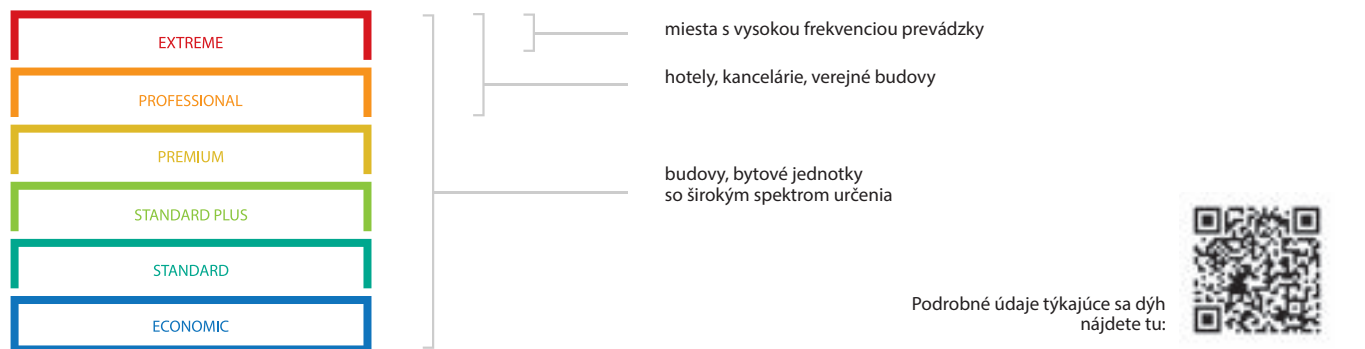 EXTREME
PROFESSIONAL
PREMIUM
STANDARD PLUS
STANDARD
ECONOMIC
miesta s vysokou frekvenciou prevádzky
hotely, kancelárie, verejné budovy
budovy, bytové jednotky
so širokým spektrom určenia
Podrobné údaje týkajúce sa dýh
nájdete tu: